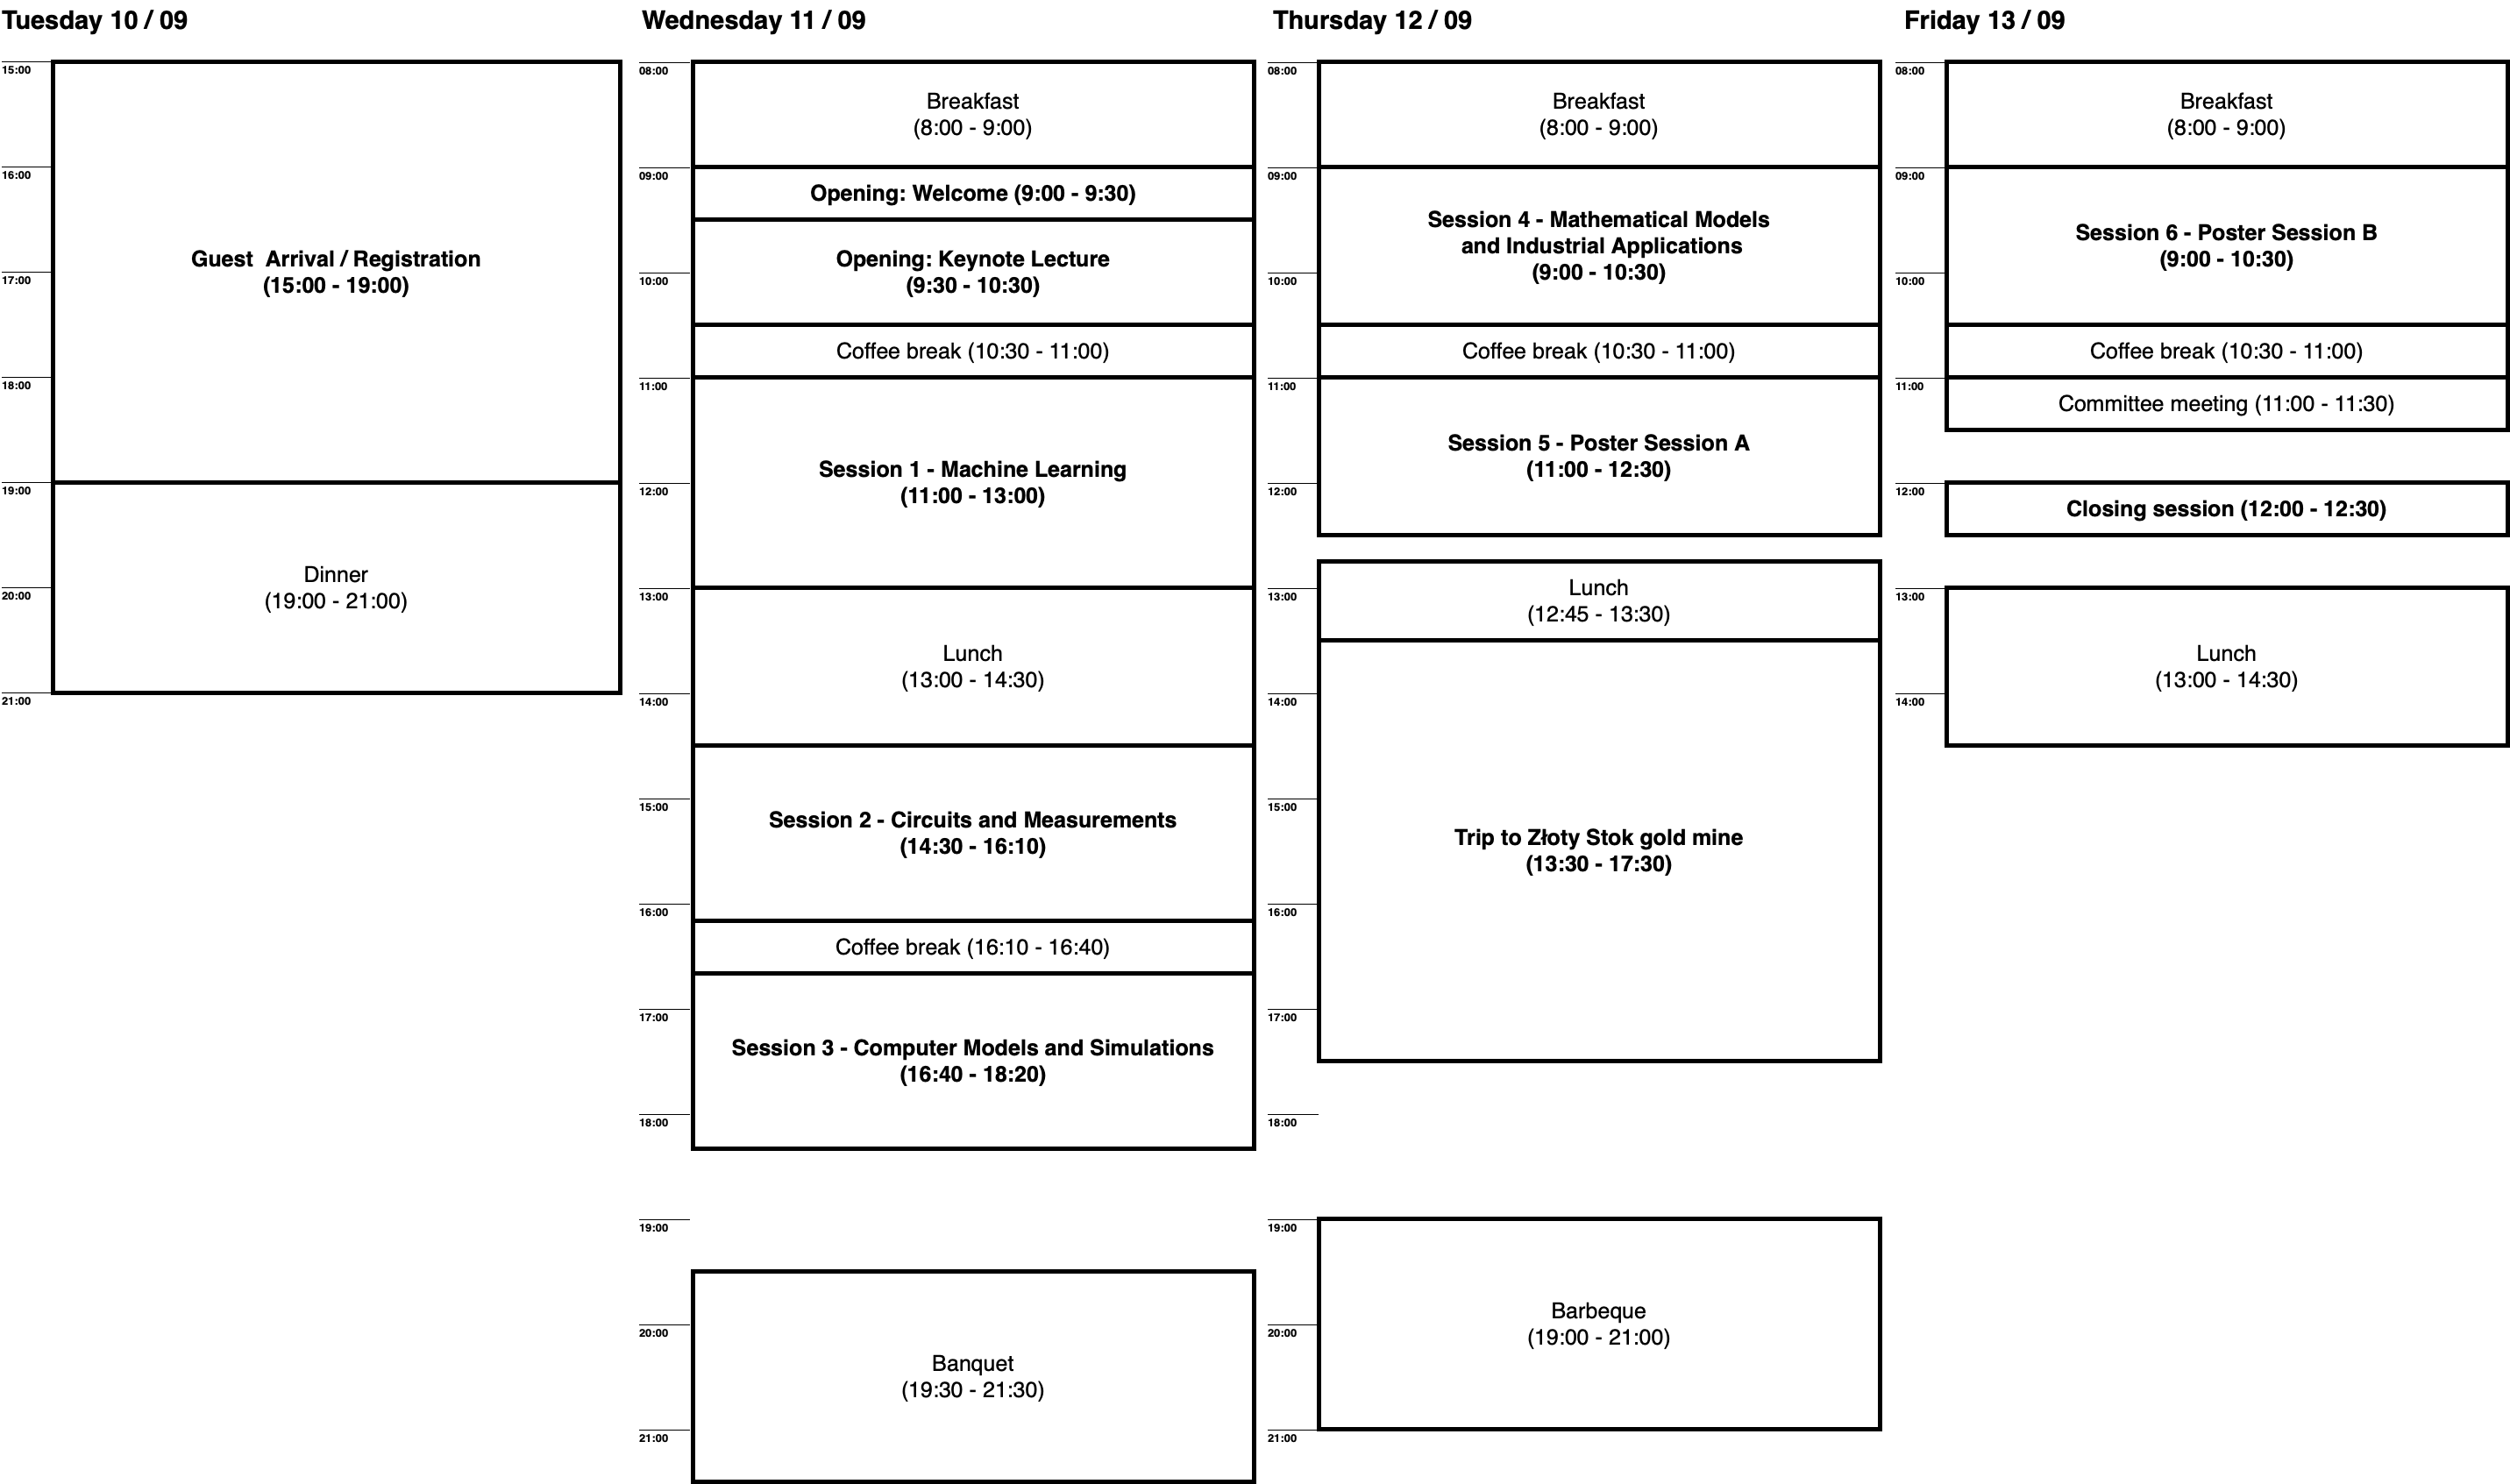 Tuesday 10 / 09
15:00
16:00
Guest  Arrival / Registration
(15:00 - 19:00)
17:00
18:00
19:00
Dinner
(19:00 - 21:00)
20:00
21:00
Wednesday 11 / 09
08:00
Breakfast
(8:00 - 9:00)
09:00
Opening: Welcome (9:00 - 9:30)
Opening: Keynote Lecture
(9:30 - 10:30)
10:00
Coffee break (10:30 - 11:00)
11:00
Session 1 - Machine Learning
(11:00 - 13:00)
12:00
13:00
Lunch
(13:00 - 14:30)
14:00
15:00
Session 2 - Circuits and Measurements
(14:30 - 16:10)
16:00
Coffee break (16:10 - 16:40)
17:00
Session 3 - Computer Models and Simulations
(16:40 - 18:20)
18:00
19:00
20:00
Banquet
(19:30 - 21:30)
21:00
Thursday 12 / 09
08:00
Breakfast
(8:00 - 9:00)
09:00
Session 4 - Mathematical Models
and Industrial Applications
(9:00 - 10:30)
10:00
Coffee break (10:30 - 11:00)
11:00
Session 5 - Poster Session A
(11:00 - 12:30)
12:00
Lunch
(12:45 - 13:30)
13:00
14:00
15:00
Trip to Złoty Stok gold mine
(13:30 - 17:30)
16:00
17:00
18:00
19:00
Barbeque
(19:00 - 21:00)
20:00
21:00
Friday 13 / 09
08:00
Breakfast
(8:00 - 9:00)
09:00
Session 6 - Poster Session B
(9:00 - 10:30)
10:00
Coffee break (10:30 - 11:00)
11:00
Committee meeting (11:00 - 11:30)
12:00
Closing session (12:00 - 12:30)
13:00
Lunch
(13:00 - 14:30)
14:00